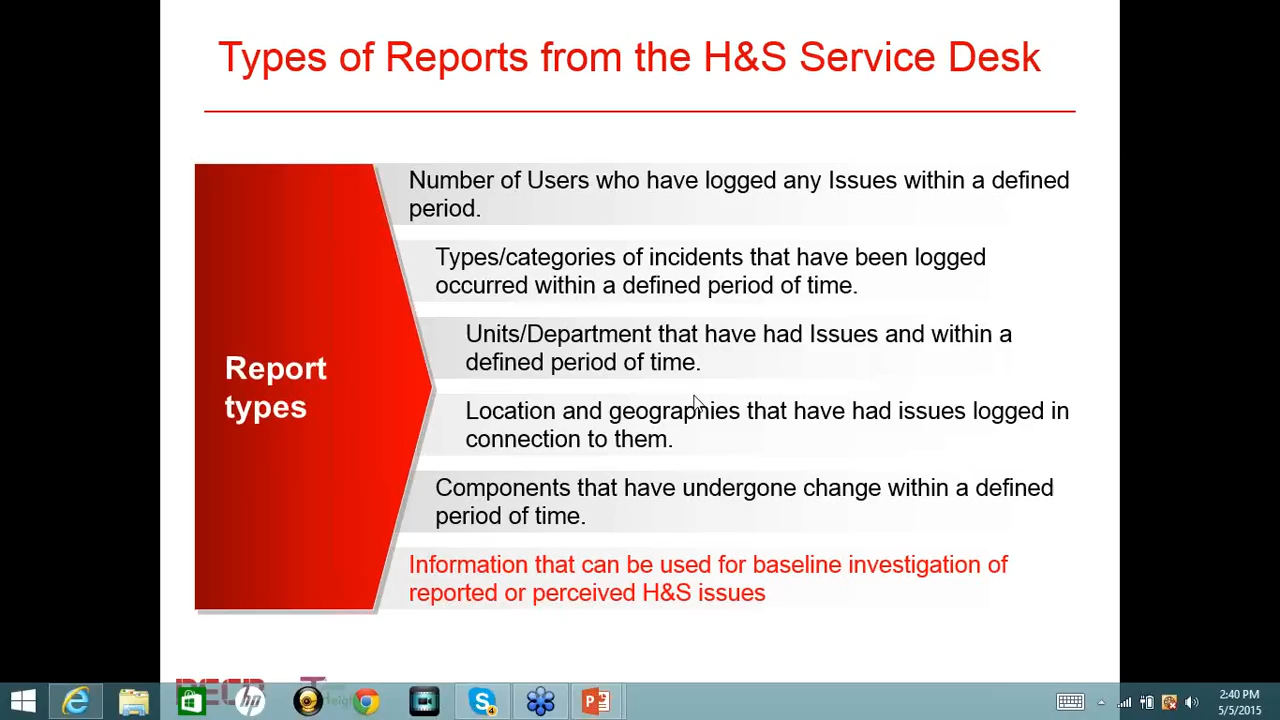 Types of Reports from the H&S Service Desk
Number of Users who have logged any Issues within a defined
period.
Types/categories of incidents that have been logged
occurred within a defined period of time.
Units/Department that have had Issues and within a
defined period of time.
Report
types
Location and geographies that have had issues logged in
connection to them.
Components that have undergone change within a defined
period of time.
Information that can be used for baseline investigation of
reported or perceived H&S issues
hp
4
P
2:40 PM
5/5/2015